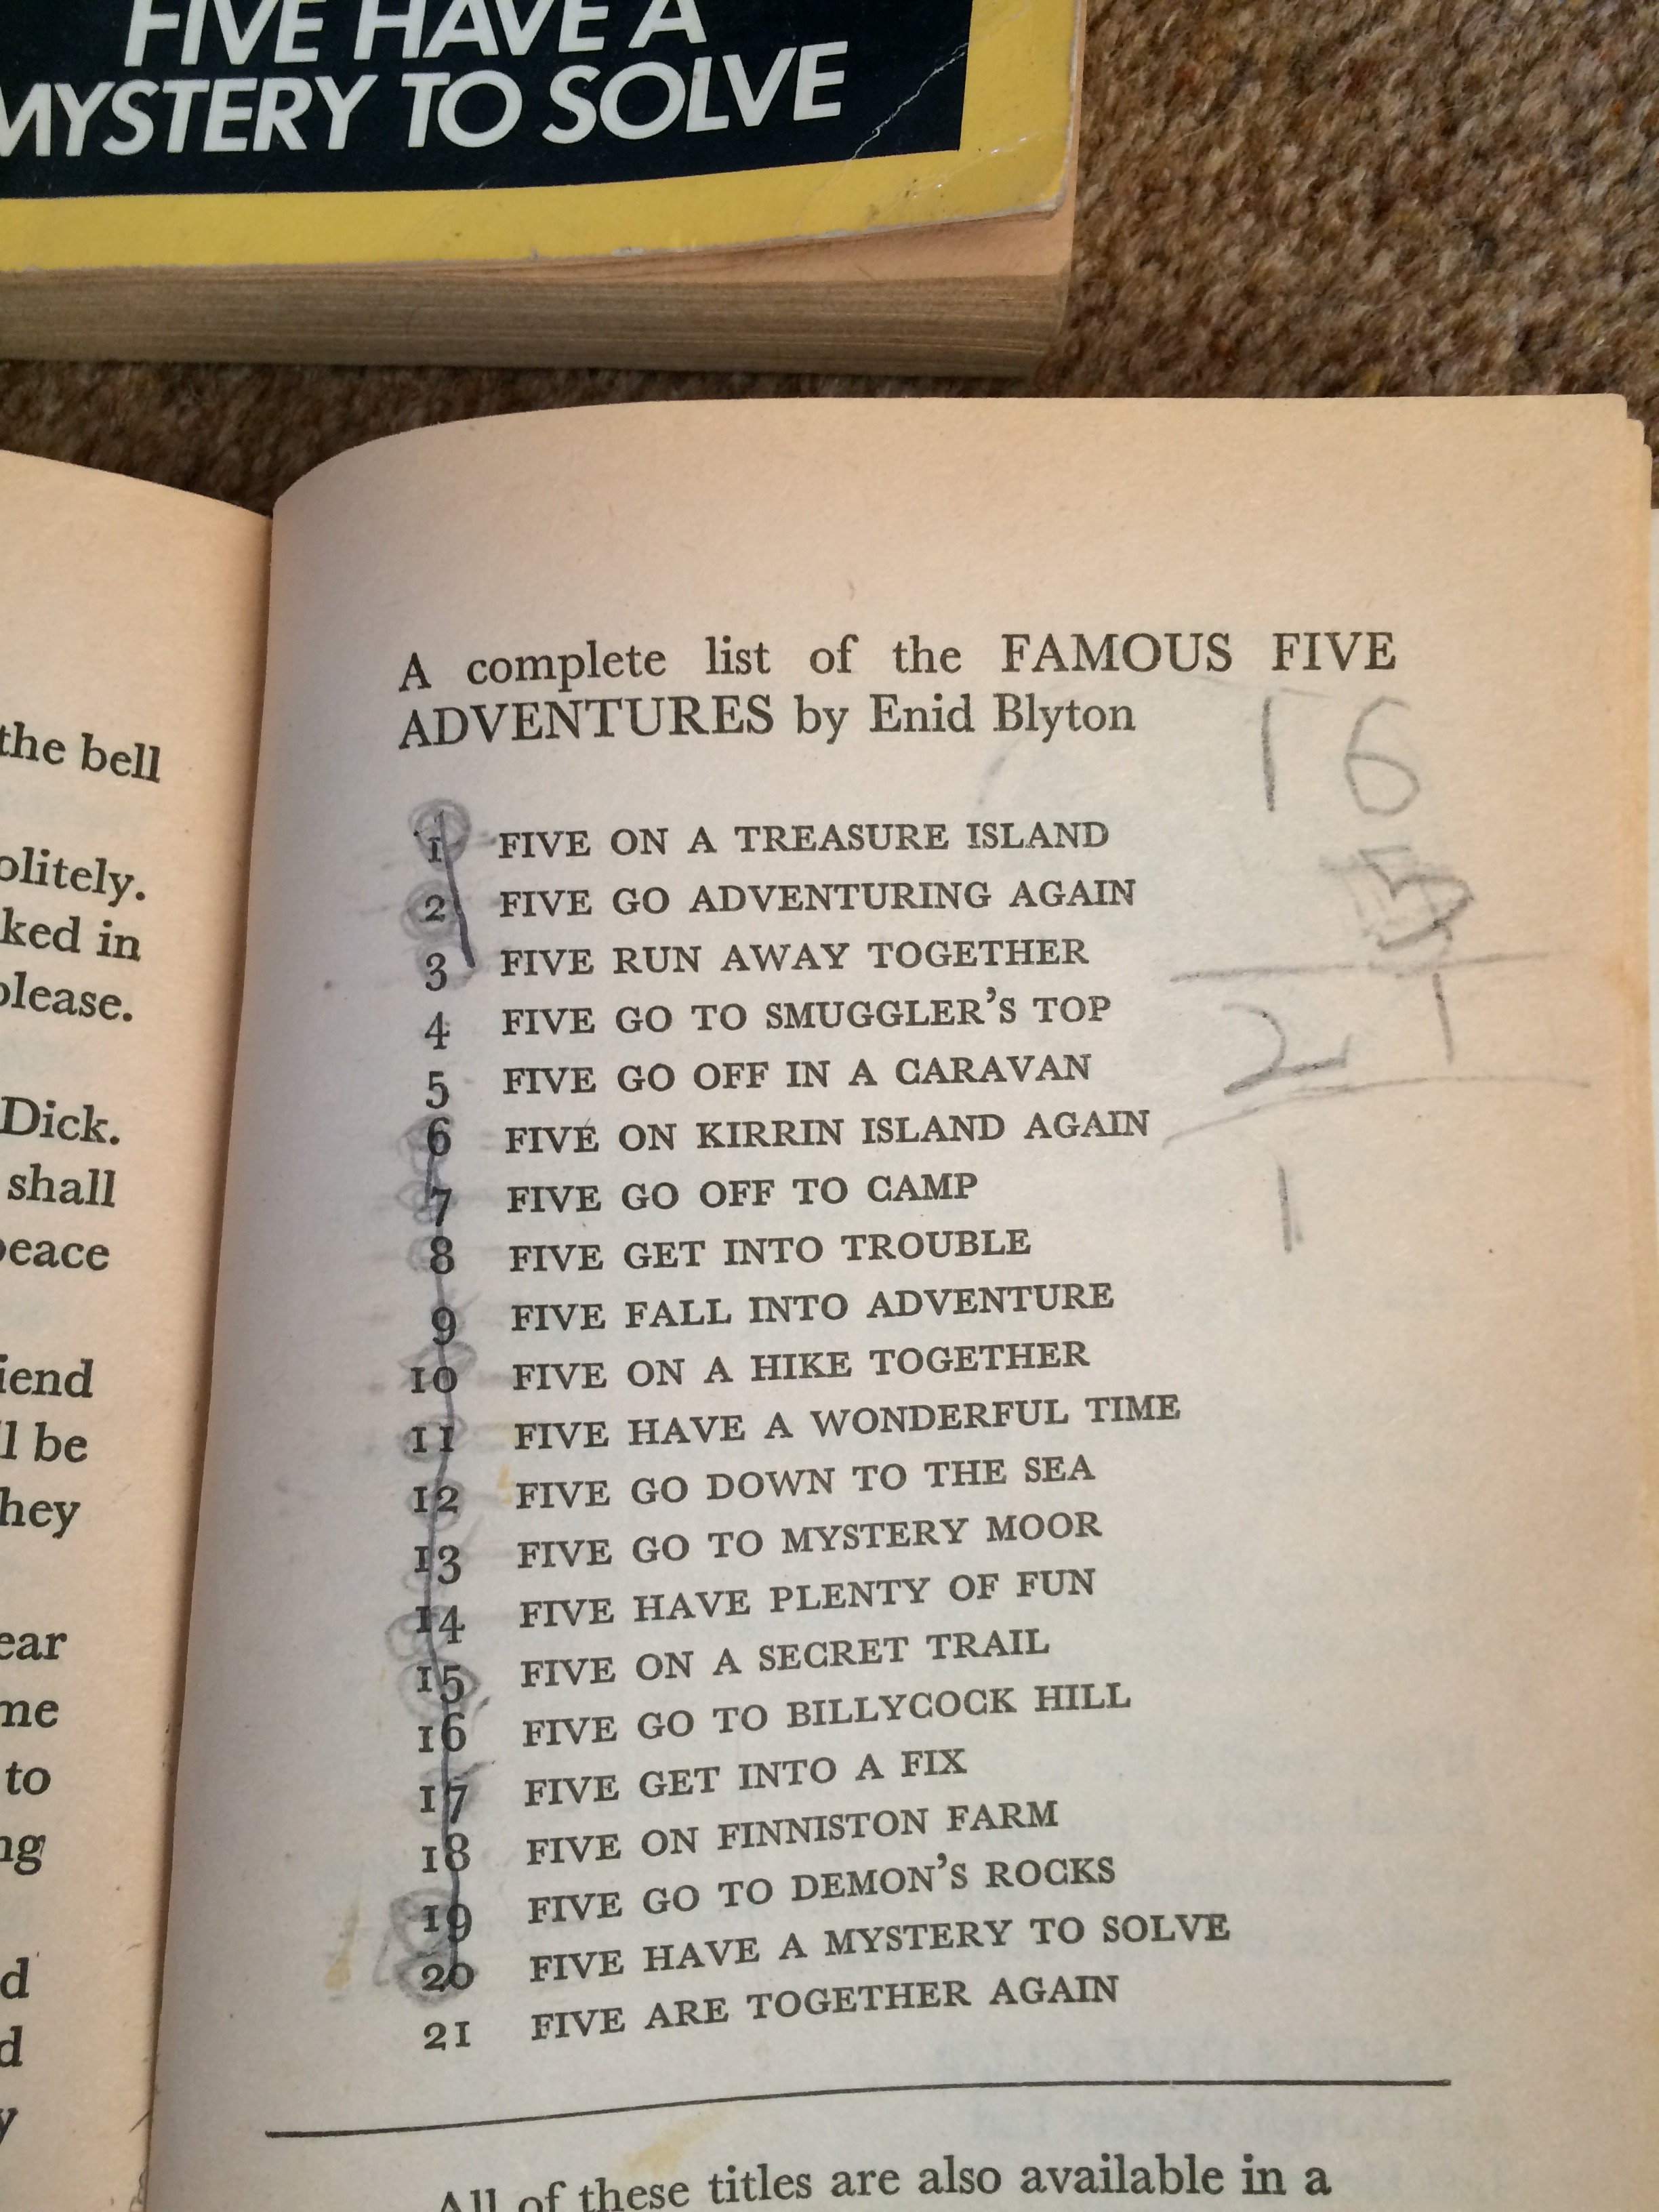 FIVE HAVE A
MYSTERY TO SOLVE
the bell
olitely.
ked in
please.
Dick.
shall
peace
iend
ll be
hey
ear
me
to
ng
d
d
y
A complete list of the FAMOUS FIVE
ADVENTURES by Enid Blyton
1 FIVE ON A TREASURE ISLAND
2 FIVE GO ADVENTURING AGAIN
3 FIVE RUN AWAY TOGETHER
4 FIVE GO TO SMUGGLER'S TOP
5 FIVE GO OFF IN A CARAVAN
6 FIVE ON KIRRIN ISLAND AGAIN
7 FIVE GO OFF TO CAMP
8 FIVE GET INTO TROUBLE
9 FIVE FALL INTO ADVENTURE
10 FIVE ON A HIKE TOGETHER
11 FIVE HAVE A WONDERFUL TIME
12 FIVE GO DOWN TO THE SEA
13 FIVE GO TO MYSTERY MOOR
14 FIVE HAVE PLENTY OF FUN
15 FIVE ON A SECRET TRAIL
16 FIVE GO TO BILLYCOCK HILL
17 FIVE GET INTO A FIX
18 FIVE ON FINNISTON FARM
19 FIVE GO TO DEMON'S ROCKS
20 FIVE HAVE A MYSTERY TO SOLVE
21 FIVE ARE TOGETHER AGAIN
All of these titles are also available in a
16
21
1